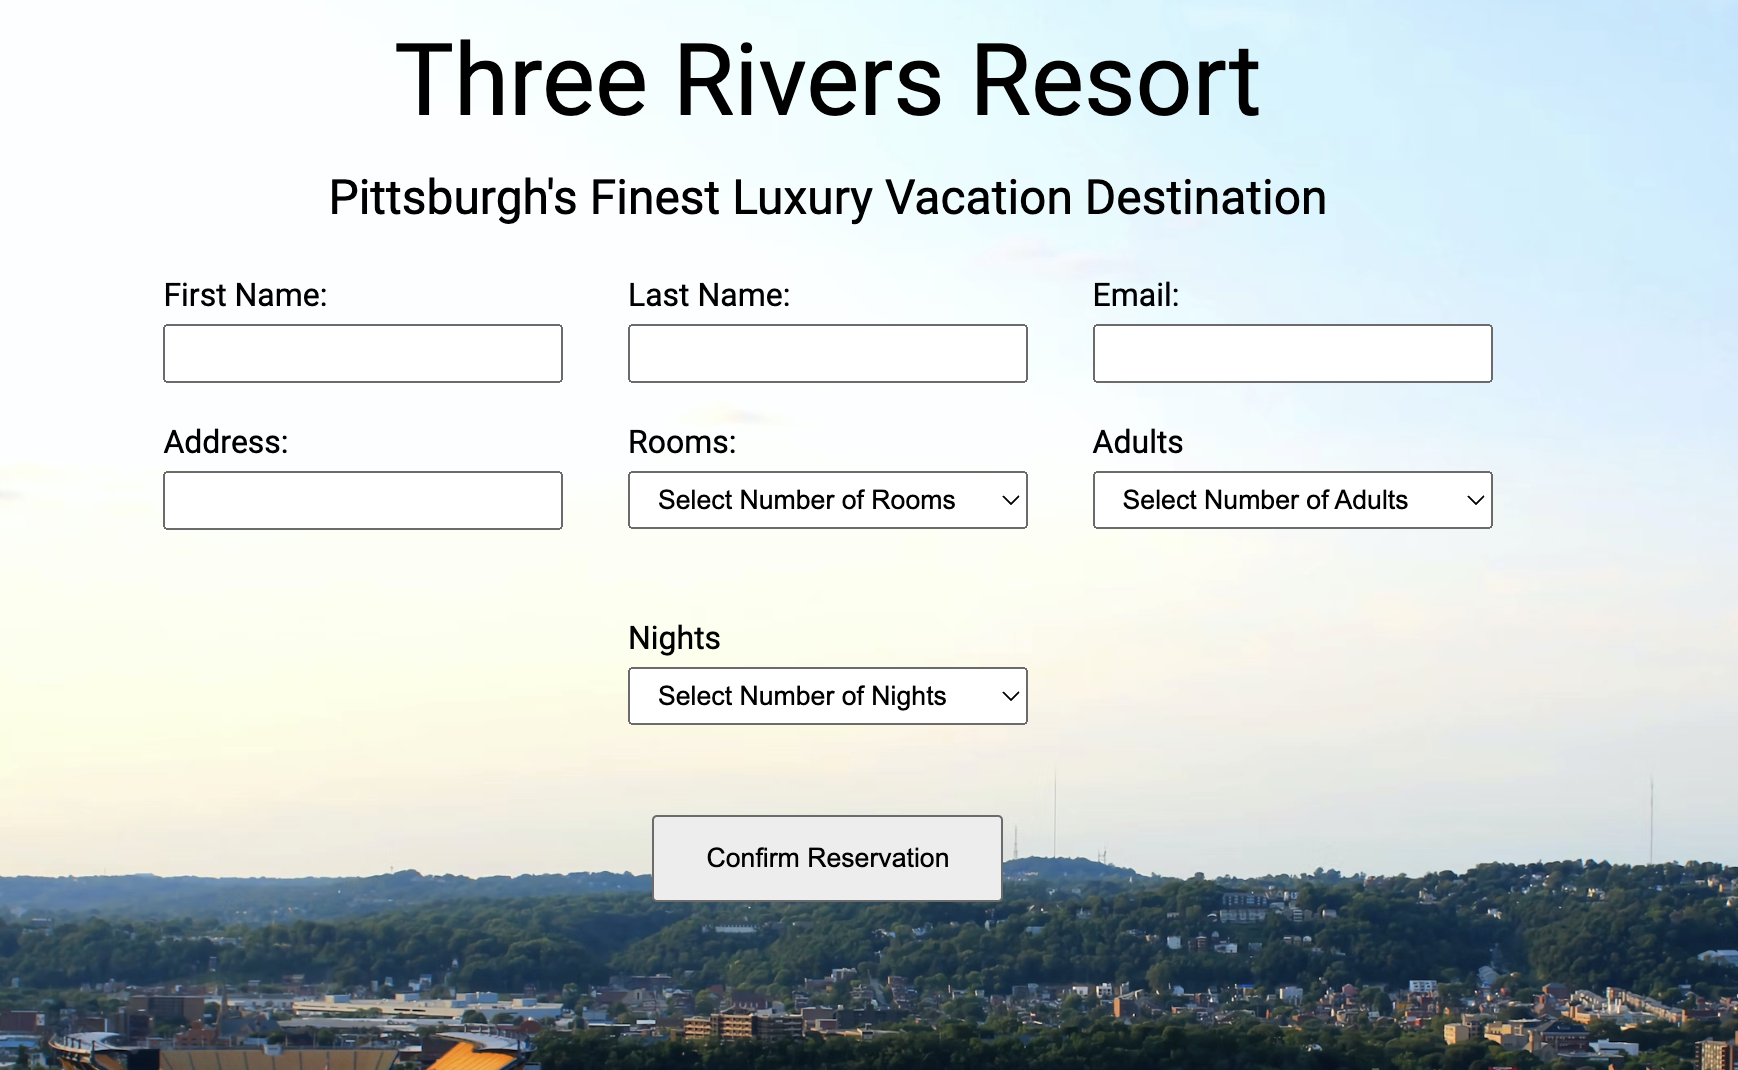 Three Rivers Resort
Pittsburgh's Finest Luxury Vacation Destination
First Name: Last Name: Email:
Address: Rooms: Adults
Select Number of Rooms Select Number of Adults
Nights
Select Number of Nights
Confirm Reservation